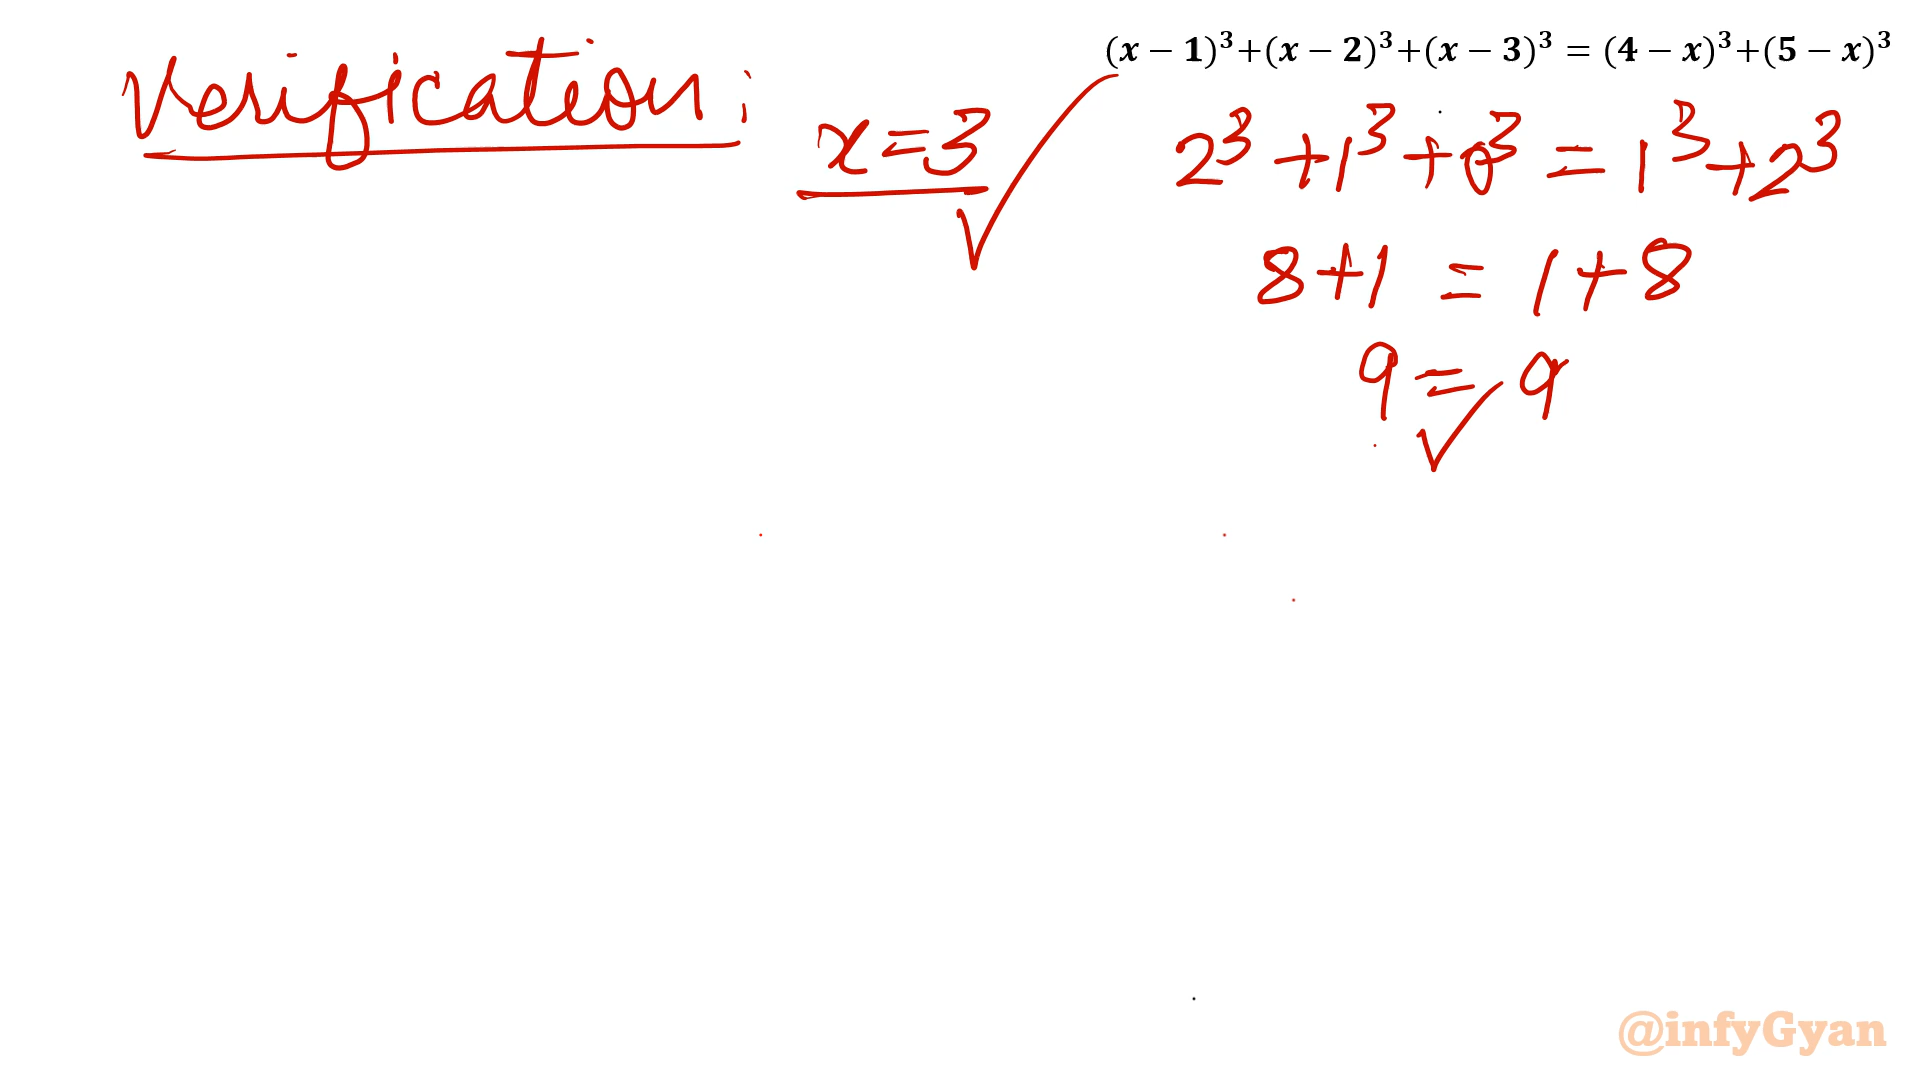 Verification:
(x − 1)³+(x − 2)³+(x − 3)³ = (4 − x)³+(5 − x)³
x=3
2³ + 1³ + 0³ = 1³ + 2³
8+1 = 1+8
9 = 9
@infyGyan